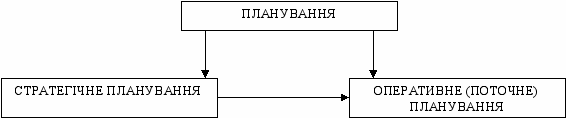 ПЛАНУВАННЯ
СТРАТЕГІЧНЕ ПЛАНУВАННЯ
ОПЕРАТИВНЕ (ПОТОЧНЕ)
ПЛАНУВАННЯ